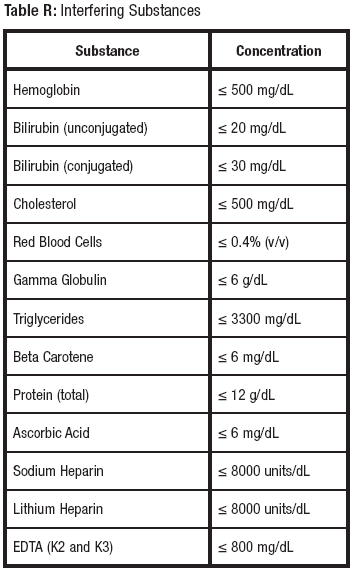 Table R: Interfering Substances
Substance Concentration
Hemoglobin ≤ 500 mg/dL
Bilirubin (unconjugated) ≤ 20 mg/dL
Bilirubin (conjugated) ≤ 30 mg/dL
Cholesterol ≤ 500 mg/dL
Red Blood Cells ≤ 0.4% (v/v)
Gamma Globulin ≤ 6 g/dL
Triglycerides ≤ 3300 mg/dL
Beta Carotene ≤ 6 mg/dL
Protein (total) ≤ 12 g/dL
Ascorbic Acid ≤ 6 mg/dL
Sodium Heparin ≤ 8000 units/dL
Lithium Heparin ≤ 8000 units/dL
EDTA (K2 and K3) ≤ 800 mg/dL